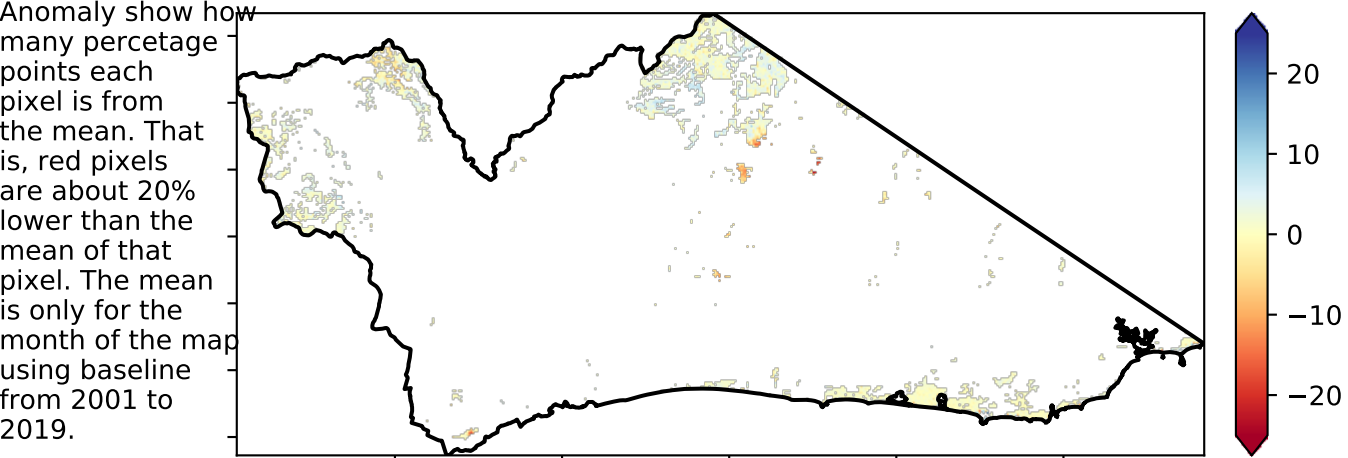 Anomaly show how
many percetage
points each
pixel is from
the mean. That
is, red pixels
are about 20%
lower than the
mean of that
pixel. The mean
is only for the
month of the map
using baseline
from 2001 to
2019.
20
10
0
−10
−20